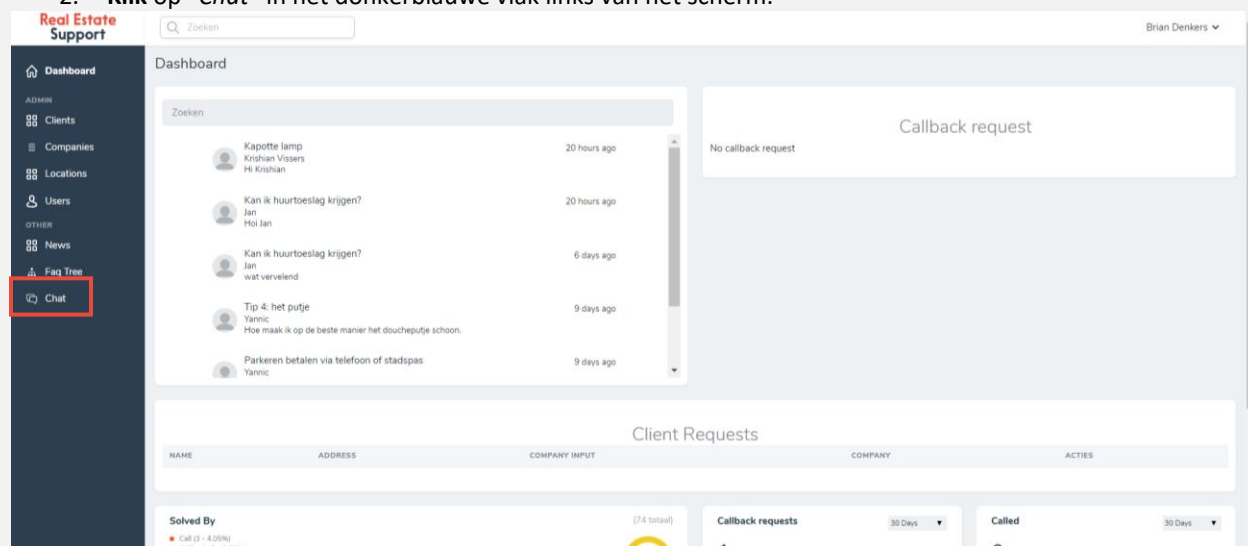 2. Klik op "Chat" in het donkerblauwe vlak links van het scherm.
Real Estate
Support
Zoeken
Brian Denkers
Dashboard
Dashboard
ADMIN
Clients
Companies
Locations
Users
OTHER
News
Faq Tree
Chat
Zoeken
Kapotte lamp
20 hours ago
Krishian Vissers
Hi Krishian
Kan ik huurtoeslag krijgen?
20 hours ago
Jan
Hoi Jan
Kan ik huurtoeslag krijgen?
6 days ago
Jan
wat vervelend
Tip 4: het putje
9 days ago
Yannic
Hoe maak ik op de beste manier het doucheputje schoon.
Parkeren betalen via telefoon of stadspas
9 days ago
Yannic
Callback request
No callback request
Client Requests
NAME ADDRESS COMPANY INPUT COMPANY ACTIES
Solved By
(74 totaal)
Call (3 - 4.05%)
Callback requests
30 Days
Called
30 Days